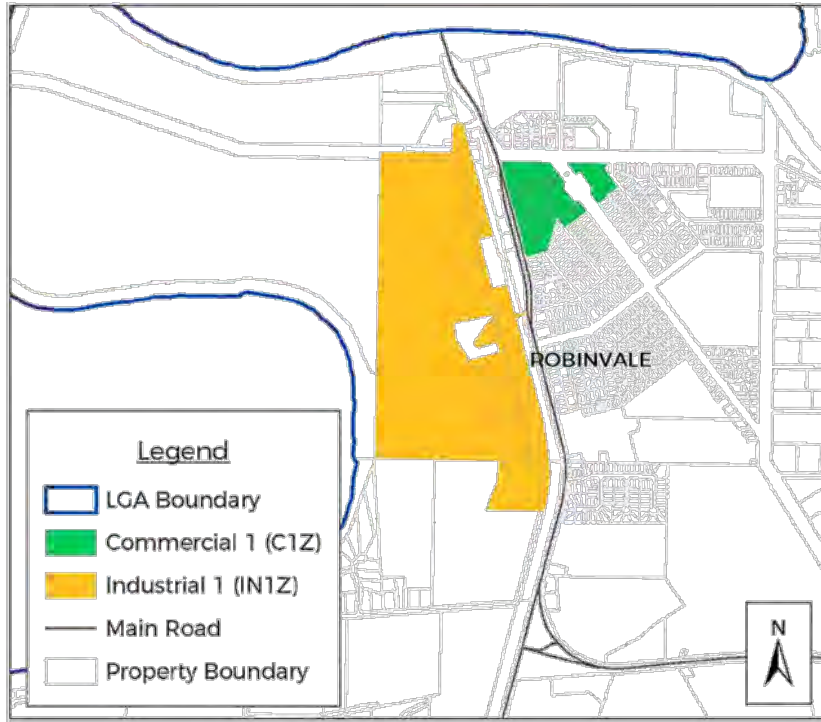 ROBINVALE
Legend
LGA Boundary
Commercial 1 (C1Z)
Industrial 1 (IN1Z)
Main Road
Property Boundary
N